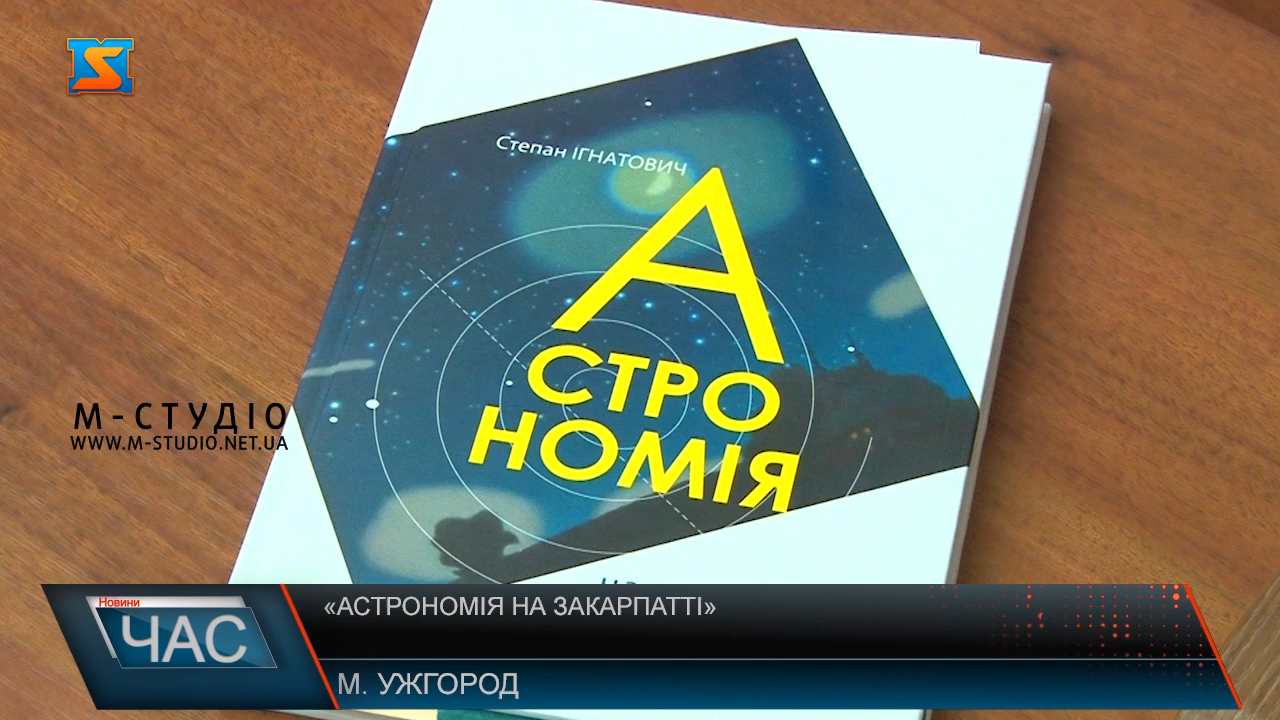 Степан ІГНАТОВИЧ
А
СТРО
НОМІЯ
М-СТУДІО
WWW.M-STUDIO.NET.UA
Новини
ЧАС
«АСТРОНОМІЯ НА ЗАКАРПАТТІ»
М. УЖГОРОД